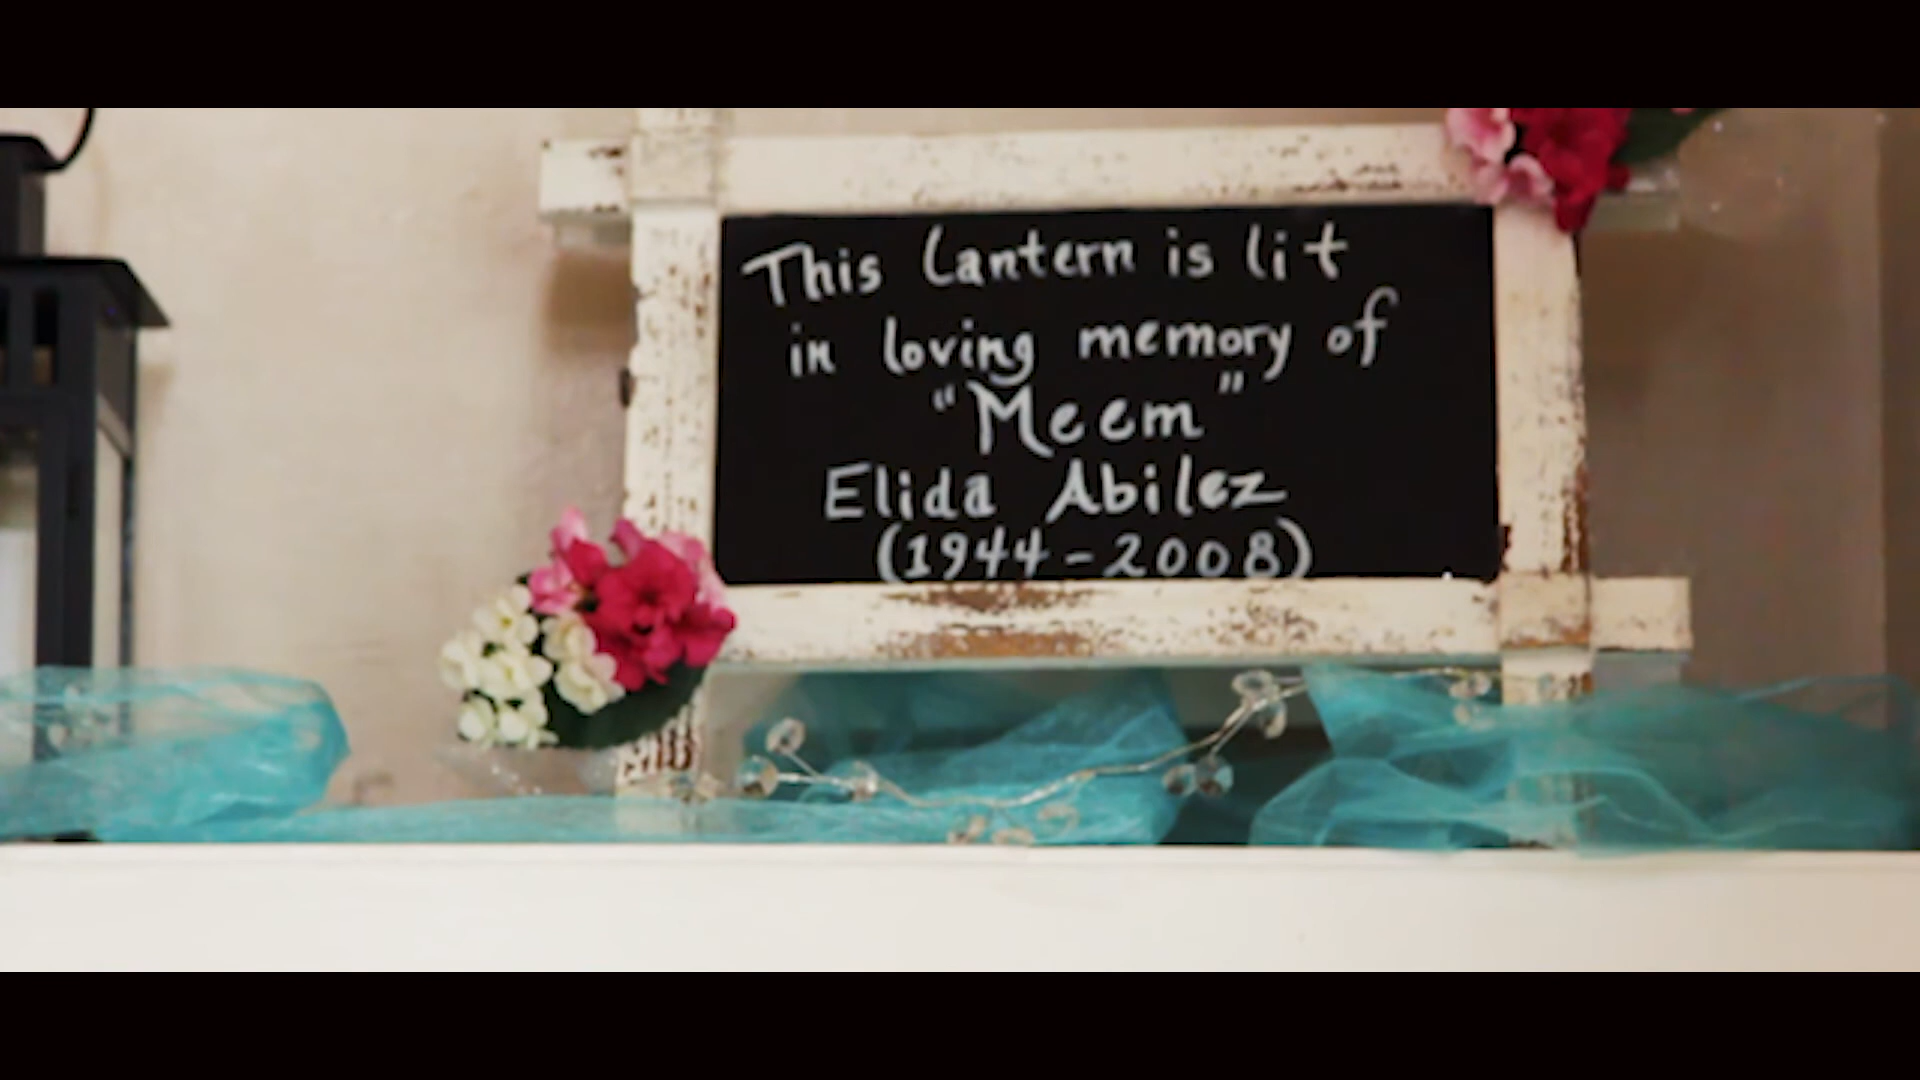 This Lantern is lit
in loving memory of
"Meem"
Elida Abilez
(1944-2008)